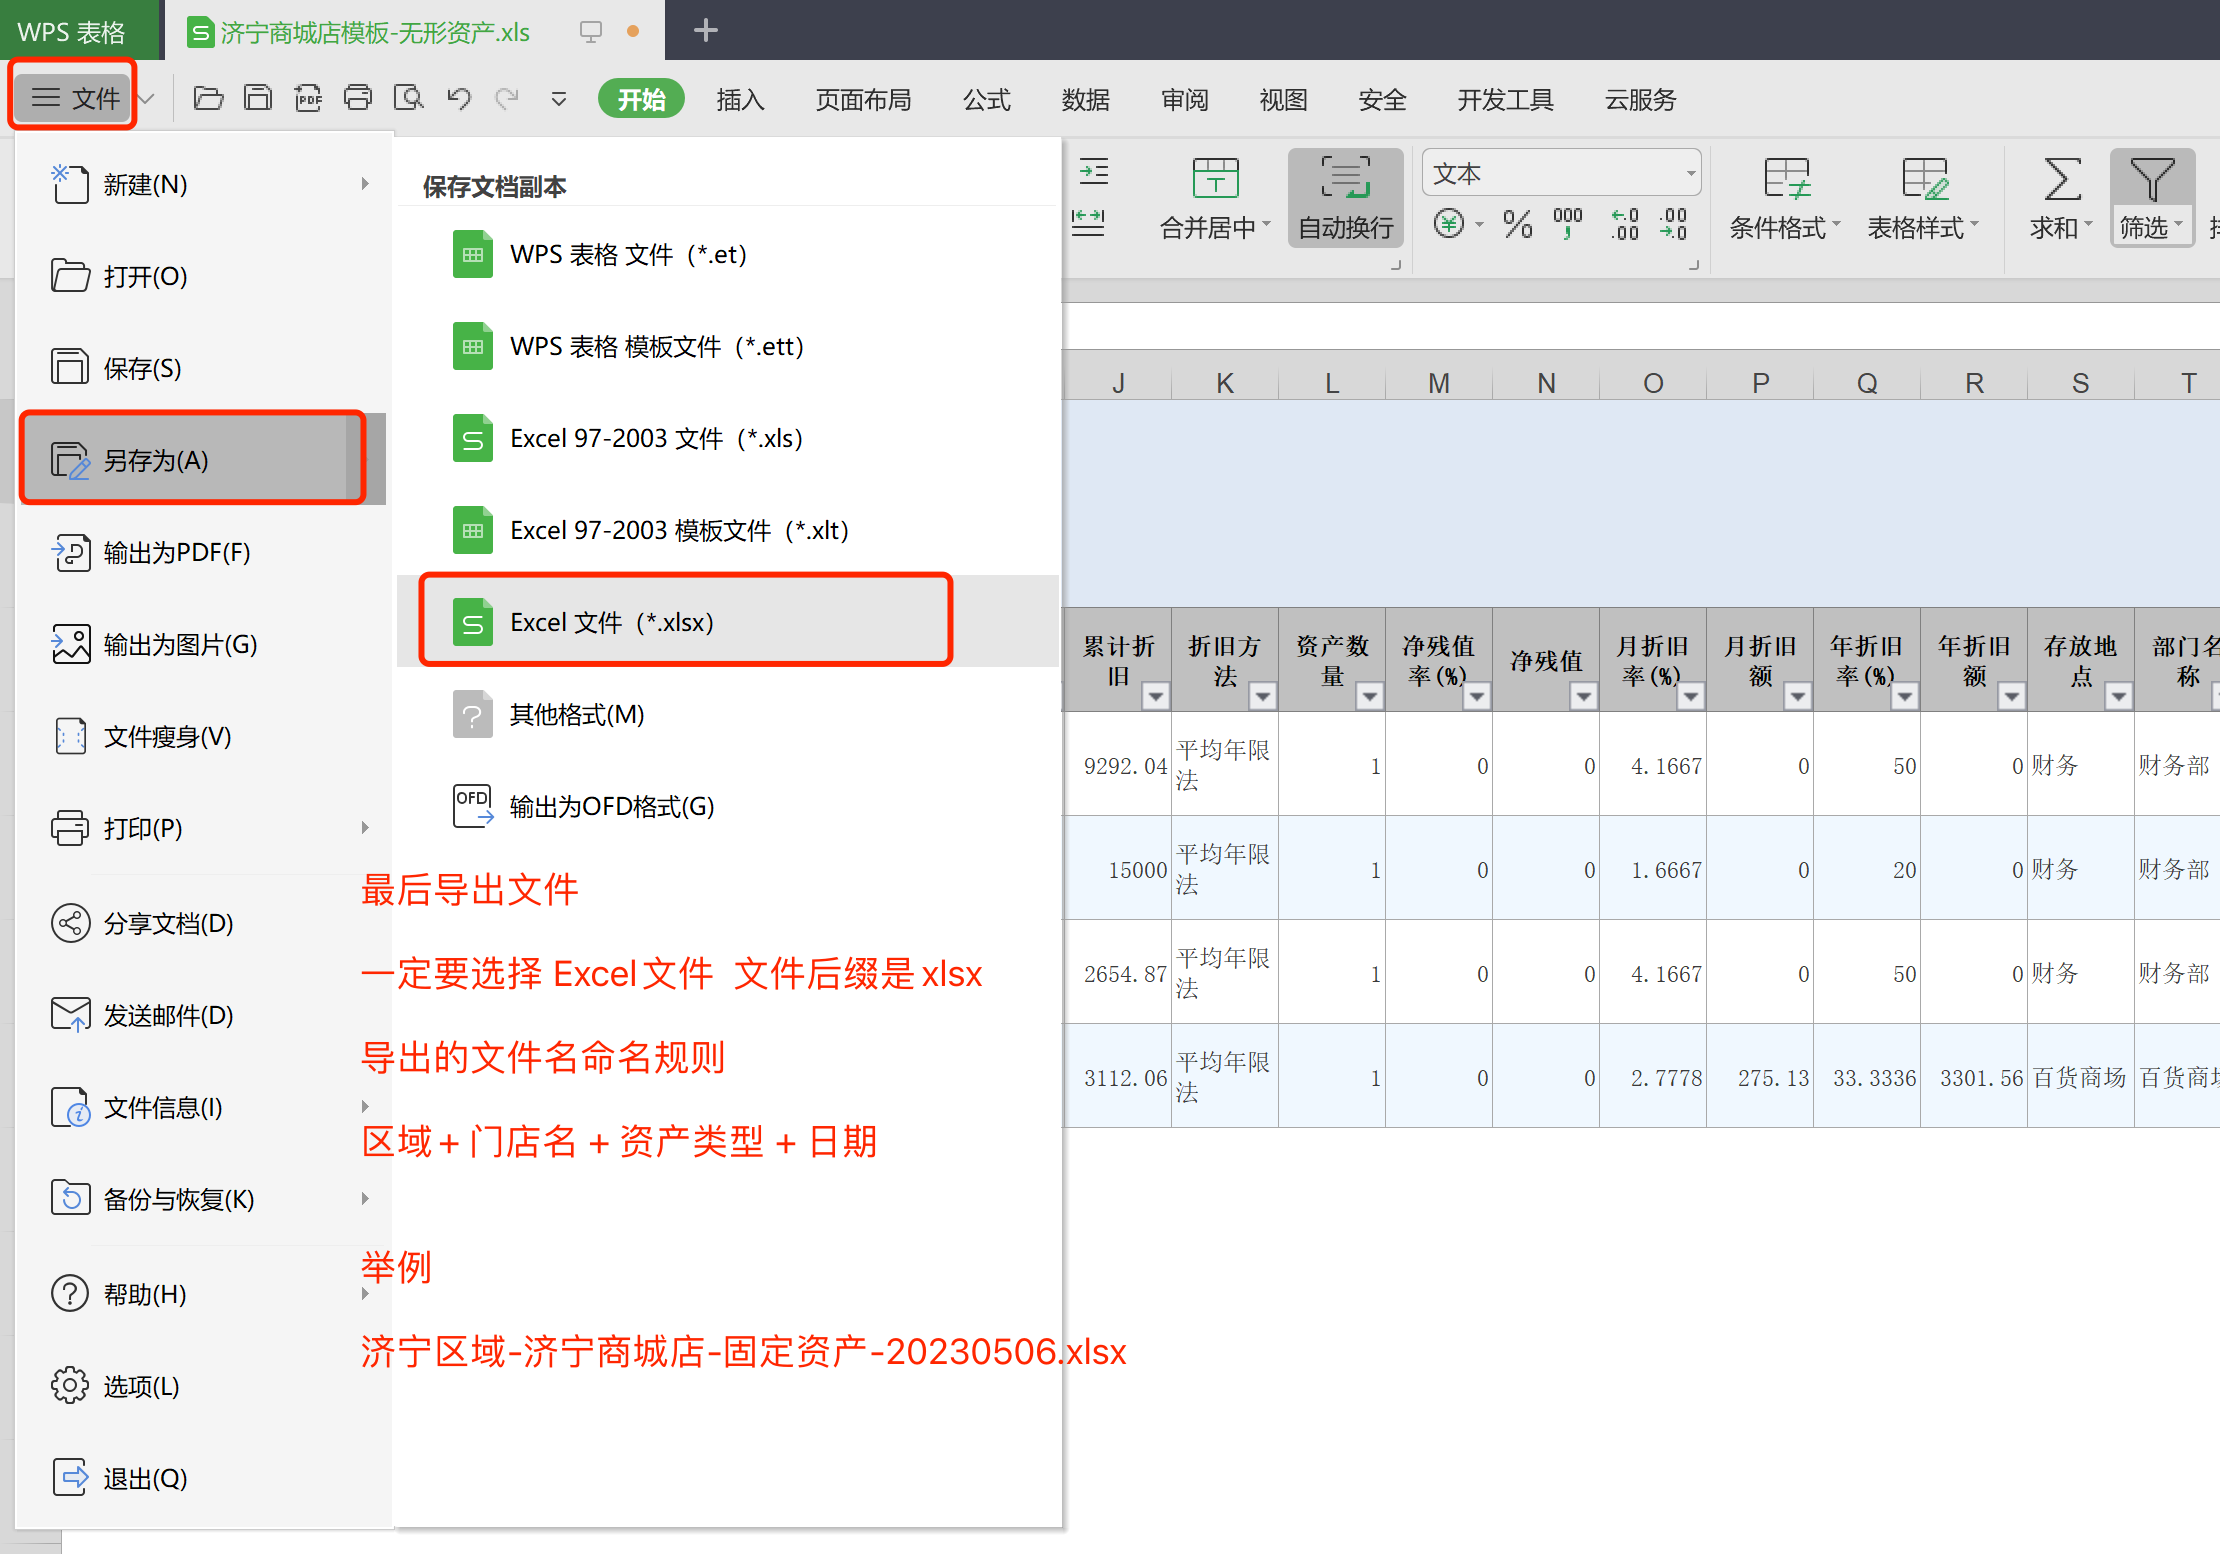 WPS 表格
济宁商城店模板-无形资产.xls
文件
开始
插入
页面布局
公式
数据
审阅
视图
安全
开发工具
云服务
新建(N)
打开(O)
保存(S)
另存为(A)
输出为PDF(F)
输出为图片(G)
文件瘦身(V)
打印(P)
分享文档(D)
发送邮件(D)
文件信息(I)
备份与恢复(K)
帮助(H)
选项(L)
退出(Q)
保存文档副本
WPS 表格 文件（*.et）
WPS 表格 模板文件（*.ett）
Excel 97-2003 文件（*.xls）
Excel 97-2003 模板文件（*.xlt）
Excel 文件（*.xlsx）
其他格式(M)
OFD 输出为OFD格式(G)
最后导出文件
一定要选择 Excel文件 文件后缀是xlsx
导出的文件名命名规则
区域 + 门店名 + 资产类型 + 日期
举例
济宁区域-济宁商城店-固定资产-20230506.xlsx
合并居中
自动换行
文本
条件格式
表格样式
求和
筛选
J K L M N O P Q R S T
累计折旧 折旧方法 资产数量 净残值率(%) 净残值 月折旧率(%) 月折旧额 年折旧率(%) 年折旧额 存放地点 部门名称
9292.04 平均年限法 1 0 0 4.1667 0 50 0 财务 财务部
15000 平均年限法 1 0 0 1.6667 0 20 0 财务 财务部
2654.87 平均年限法 1 0 0 4.1667 0 50 0 财务 财务部
3112.06 平均年限法 1 0 0 2.7778 275.13 33.3336 3301.56 百货商场 百货商场